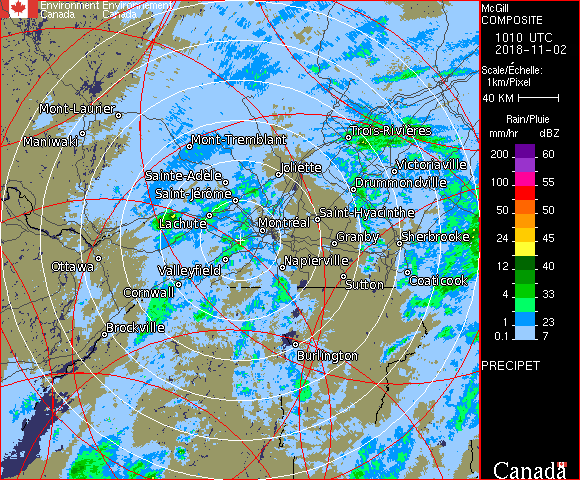 Environment Environnement
Canada Canada
Mont-Laurier
Maniwaki
Mont-Tremblant
Trois-Rivières
Joliette
Victoriaville
Sainte-Adèle
Drummondville
Saint-Jérôme
Saint-Hyacinthe
Lachute
Montréal
Granby
Sherbrooke
Ottawa
Valleyfield
Napierville
Coaticook
Sutton
Cornwall
Brockville
Burlington
McGill
COMPOSITE
1010 UTC
2018-11-02
Scale/Échelle:
1km/Pixel
40 KM
Rain/Pluie
mm/hr dBZ
200 60
100 55
50 50
24 45
12 40
4 33
1 23
0.1 7
PRECIPET
Canada